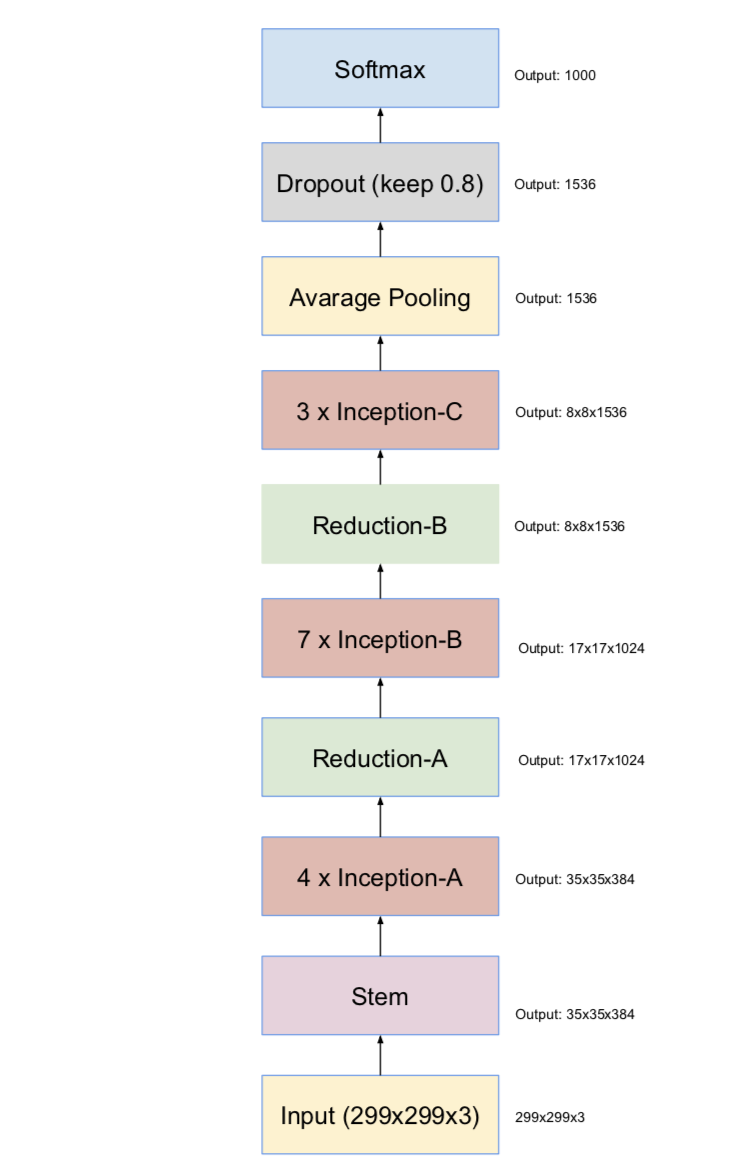 Softmax
Output: 1000
Dropout (keep 0.8)
Output: 1536
Avarage Pooling
Output: 1536
3 x Inception-C
Output: 8x8x1536
Reduction-B
Output: 8x8x1536
7 x Inception-B
Output: 17x17x1024
Reduction-A
Output: 17x17x1024
4 x Inception-A
Output: 35x35x384
Stem
Output: 35x35x384
Input (299x299x3)
299x299x3